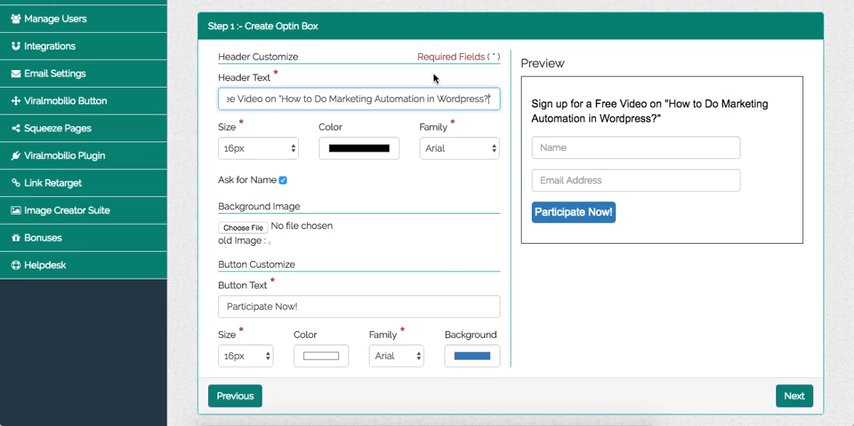 Manage Users
Integrations
Email Settings
Viralmobilio Button
Squeeze Pages
Viralmobilio Plugin
Link Retarget
Image Creator Suite
Bonuses
Helpdesk
Step 1 :- Create Optin Box
Header Customize
Required Fields ( * )
Header Text *
ee Video on "How to Do Marketing Automation in Wordpress?"
Size *
Color
Family *
16px
Arial
Ask for Name
Background Image
Choose File No file chosen
old Image :
Button Customize
Button Text *
Participate Now!
Size *
Color
Family *
Background
16px
Arial
Previous
Next
Preview
Sign up for a Free Video on "How to Do Marketing
Automation in Wordpress?"
Name
Email Address
Participate Now!